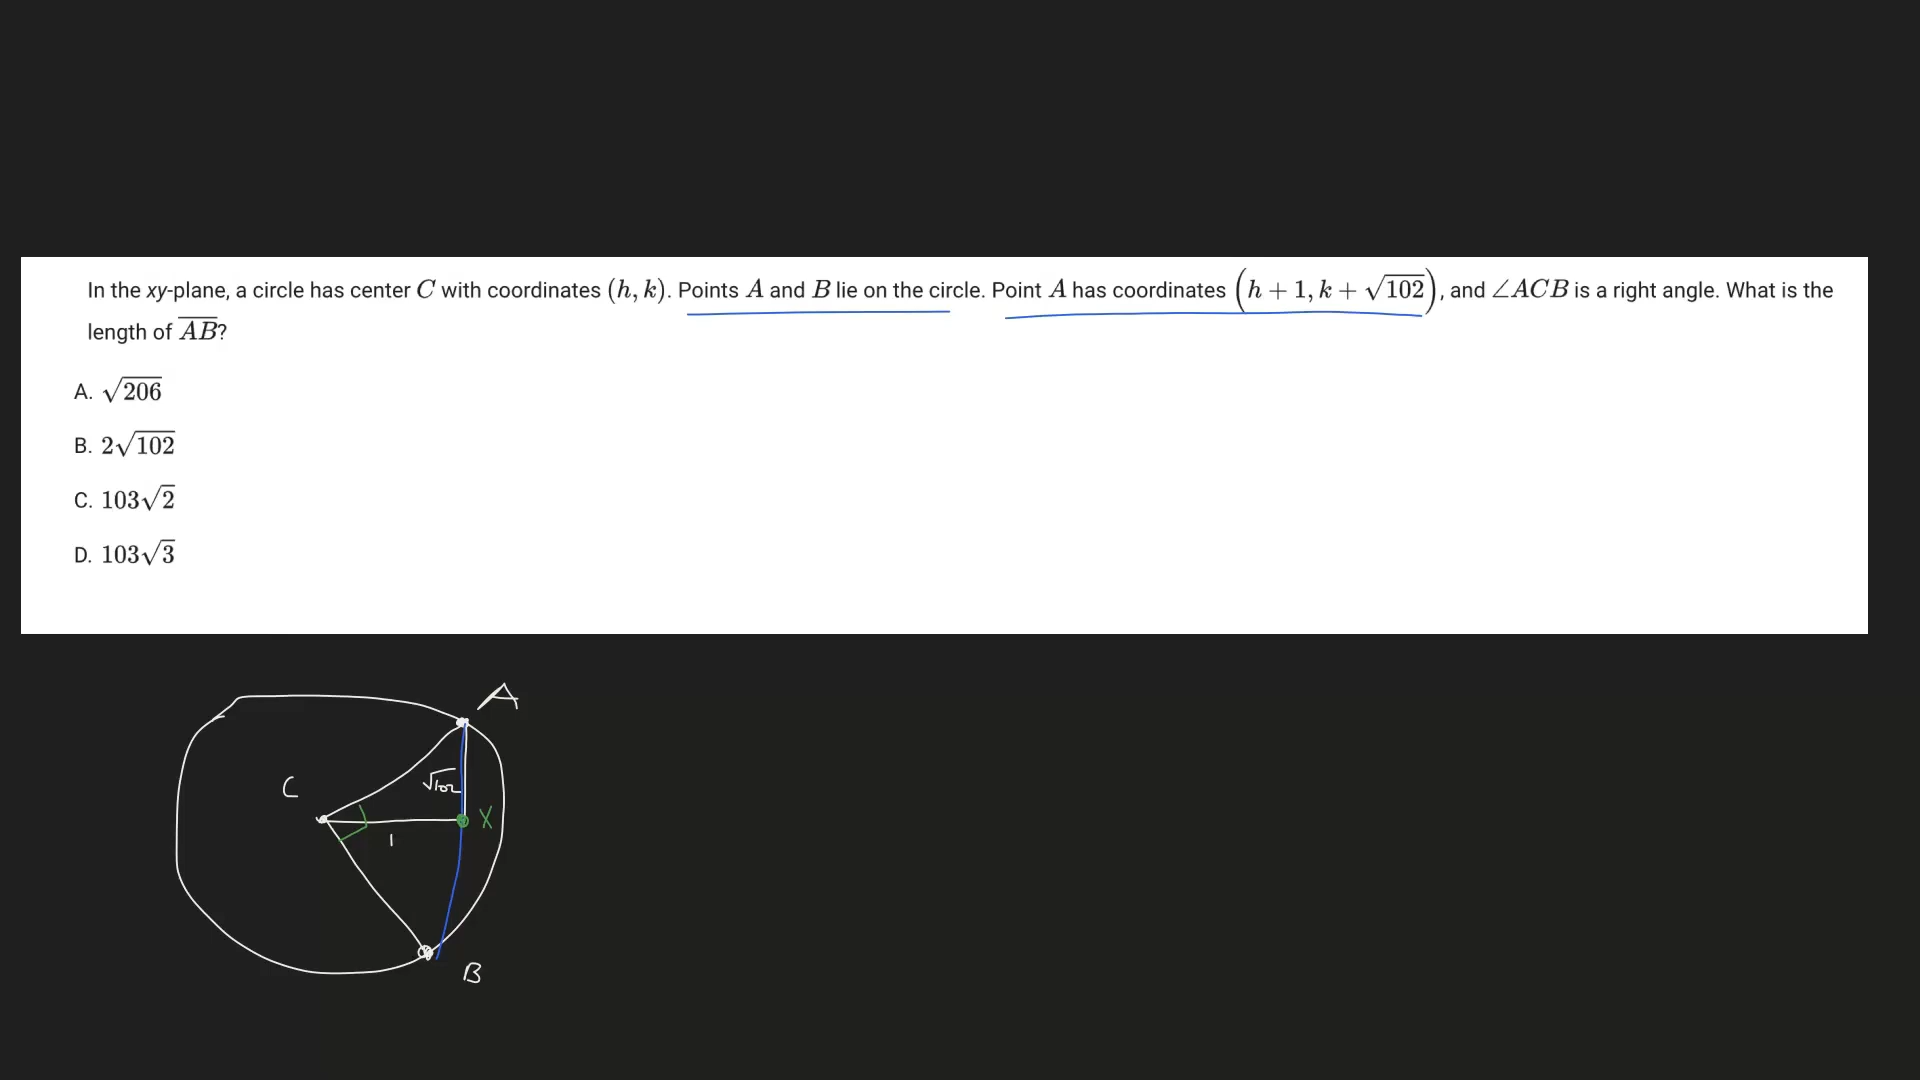 In the xy-plane, a circle has center C with coordinates (h, k). Points A and B lie on the circle. Point A has coordinates (h + 1, k + √102), and ∠ACB is a right angle. What is the
length of A̅B̅?
A. √206
B. 2√102
C. 103√2
D. 103√3
A
C
√102
X
1
B